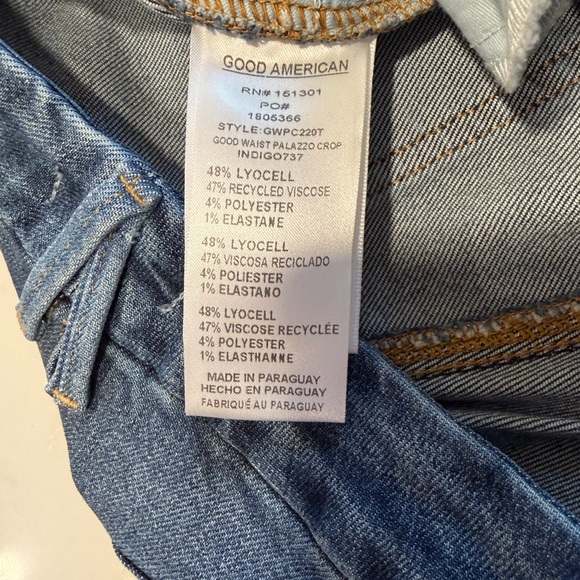 GOOD AMERICAN
RN# 151301
PO#
1805366
STYLE: GWPC220T
GOOD WAIST PALAZZO CROP
INDIGO737
48% LYOCELL
47% RECYCLED VISCOSE
4% POLYESTER
1% ELASTANE
48% LYOCELL
47% VISCOSA RECICLADO
4% POLIESTER
1% ELASTANO
48% LYOCELL
47% VISCOSE RECYCLÉE
4% POLYESTER
1% ELASTHANNE
MADE IN PARAGUAY
HECHO EN PARAGUAY
FABRIQUÉ AU PARAGUAY